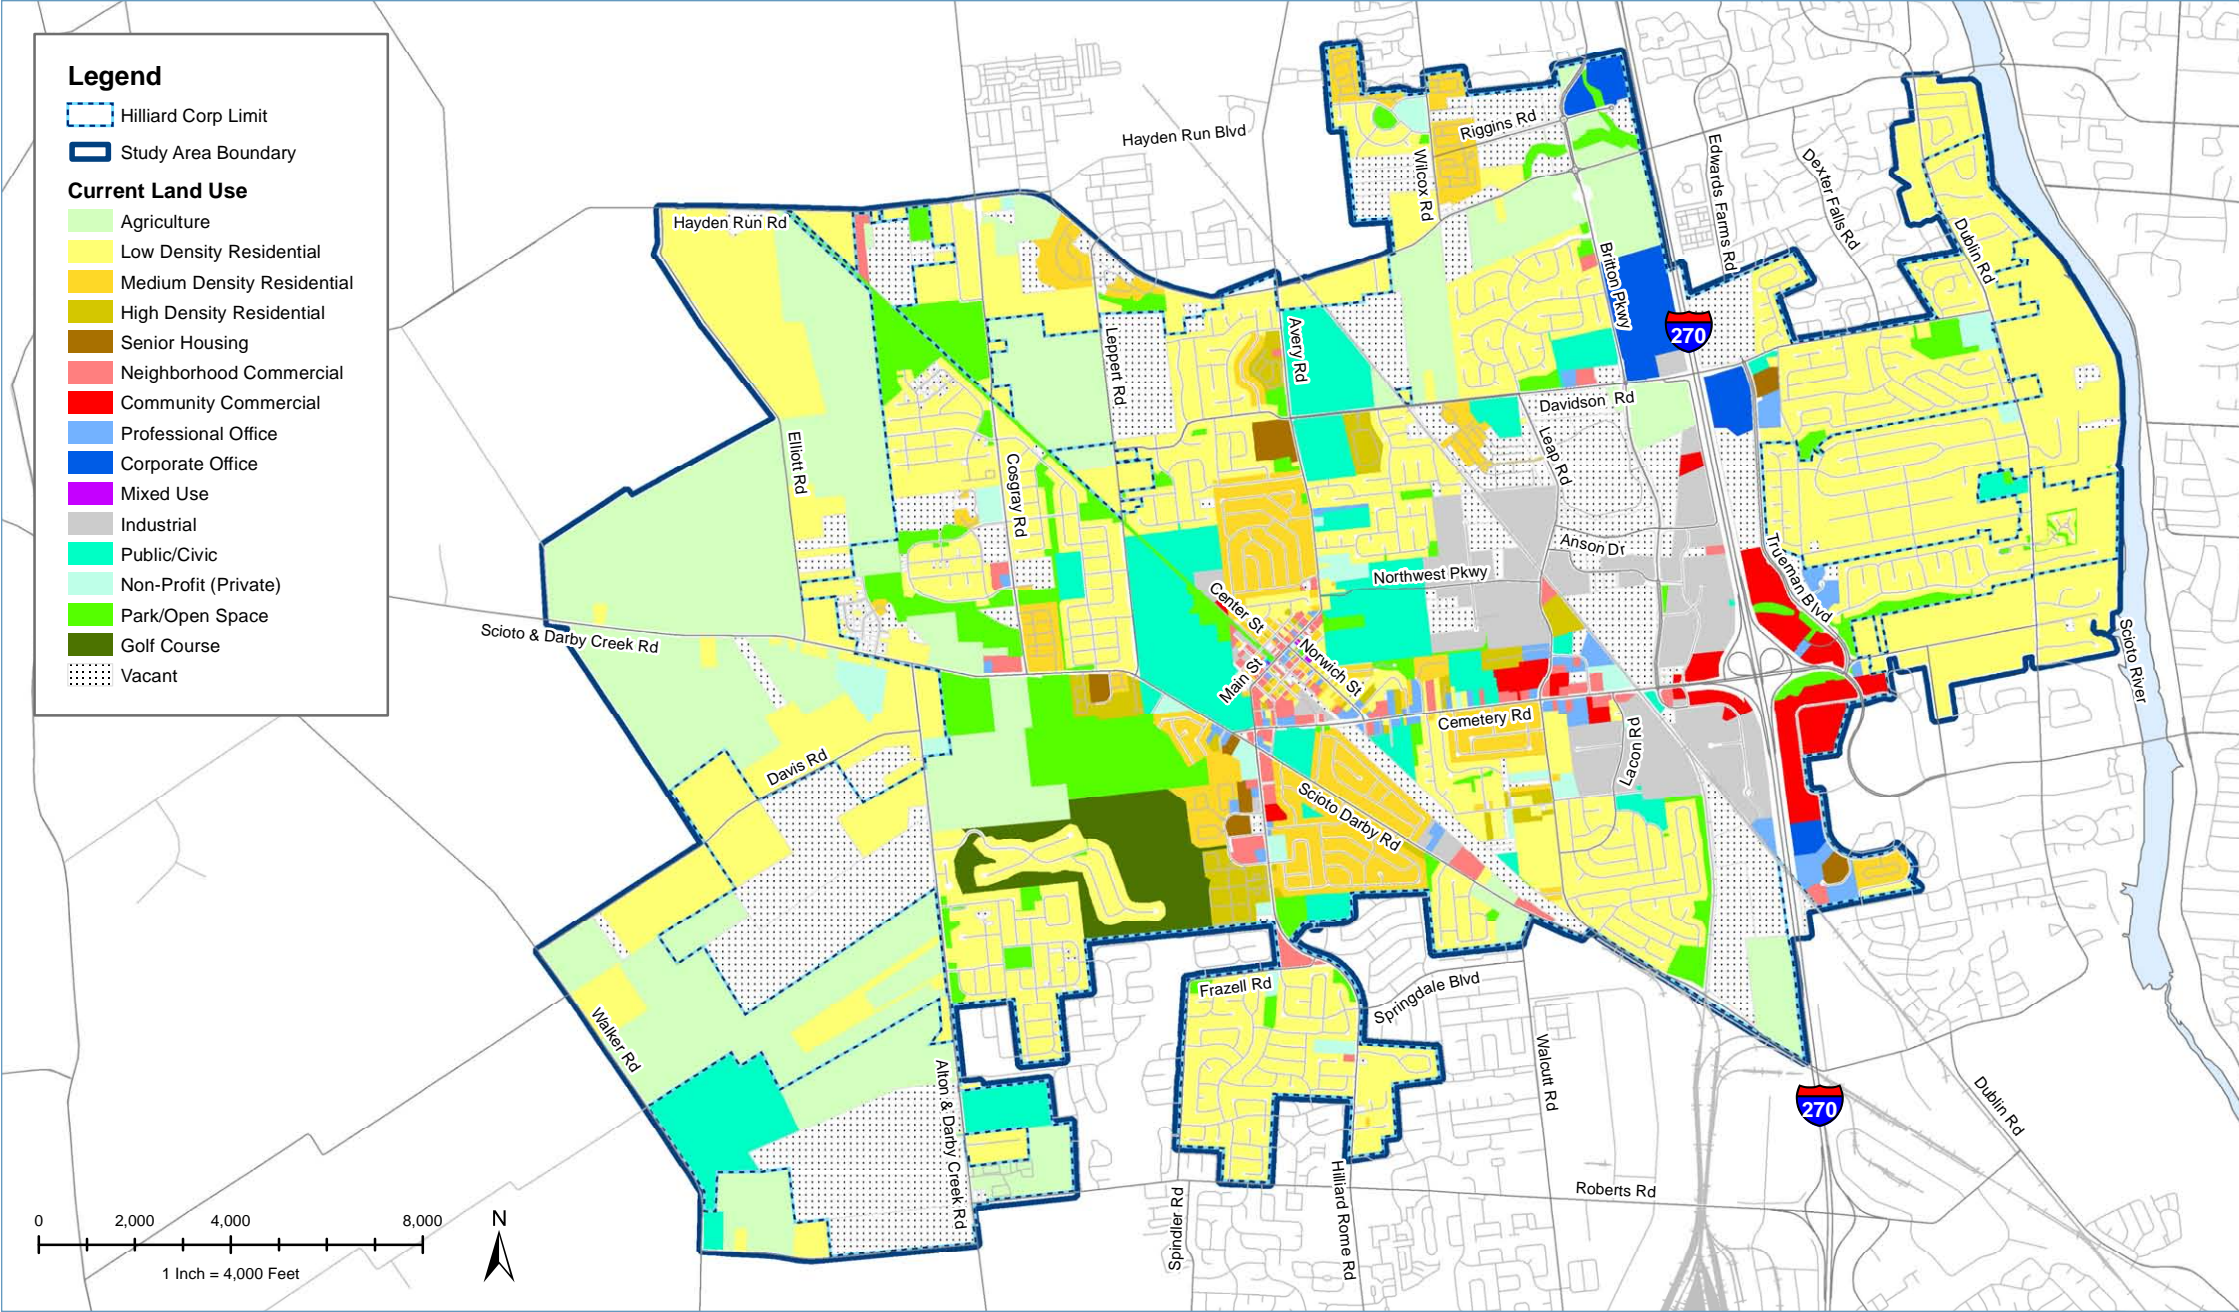 Legend
Hilliard Corp Limit
Study Area Boundary
Current Land Use
Agriculture
Low Density Residential
Medium Density Residential
High Density Residential
Senior Housing
Neighborhood Commercial
Community Commercial
Professional Office
Corporate Office
Mixed Use
Industrial
Public/Civic
Non-Profit (Private)
Park/Open Space
Golf Course
Vacant
Hayden Run Blvd
Riggins Rd
Wilcox Rd
Edwards Farms Rd
Dexter Falls Rd
Hayden Run Rd
Dublin Rd
Britton Pkwy
270
Avery Rd
Leppert Rd
Davidson Rd
Elliott Rd
Cosgray Rd
Leap Rd
Anson Dr
Trueman Blvd
Northwest Pkwy
Center St
Scioto & Darby Creek Rd
Norwich St
Main St
Scioto River
Cemetery Rd
Lacon Rd
Davis Rd
Scioto Darby Rd
Frazell Rd
Springdale Blvd
Walker Rd
Walcutt Rd
Alton & Darby Creek Rd
270
Dublin Rd
Spindler Rd
Hilliard Rome Rd
Roberts Rd
0 2,000 4,000 8,000
N
1 Inch = 4,000 Feet